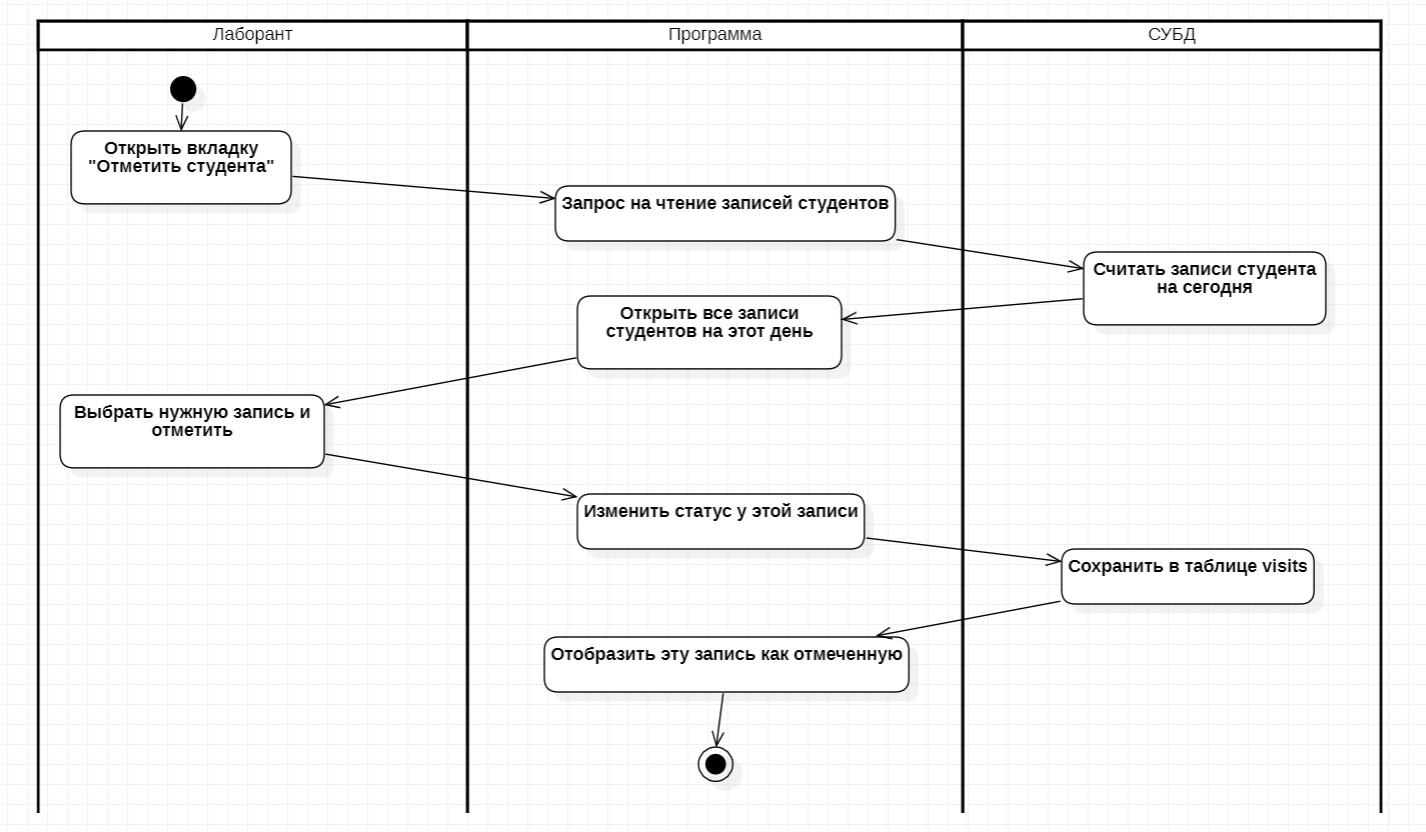 Лаборант
Программа
СУБД
Открыть вкладку
"Отметить студента"
Запрос на чтение записей студентов
Считать записи студента
на сегодня
Открыть все записи
студентов на этот день
Выбрать нужную запись и
отметить
Изменить статус у этой записи
Сохранить в таблице visits
Отобразить эту запись как отмеченную